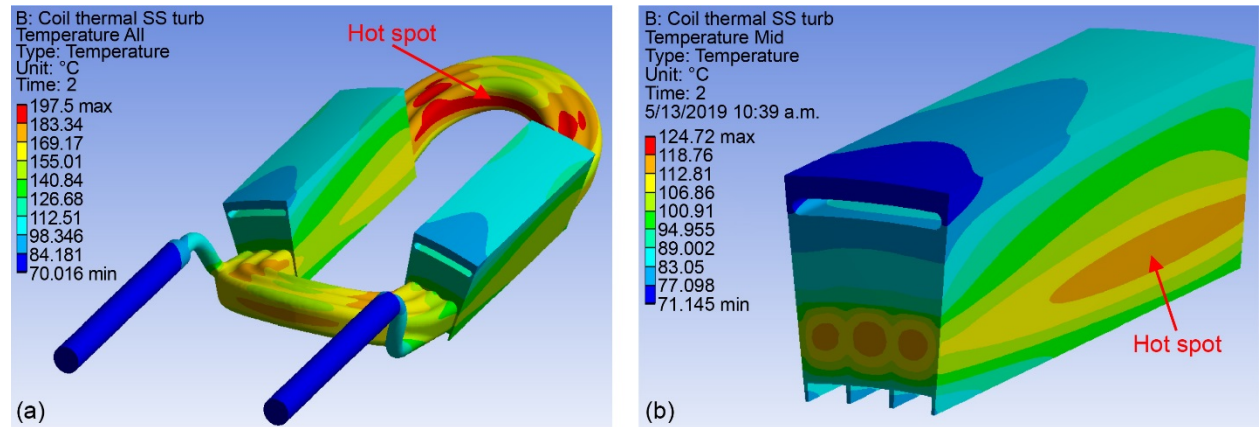 B: Coil thermal SS turb
Temperature All
Type: Temperature
Unit: °C
Time: 2
197.5 max
183.34
169.17
155.01
140.84
126.68
112.51
98.346
84.181
70.016 min
Hot spot
(a)
B: Coil thermal SS turb
Temperature Mid
Type: Temperature
Unit: °C
Time: 2
5/13/2019 10:39 a.m.
124.72 max
118.76
112.81
106.86
100.91
94.955
89.002
83.05
77.098
71.145 min
Hot spot
(b)